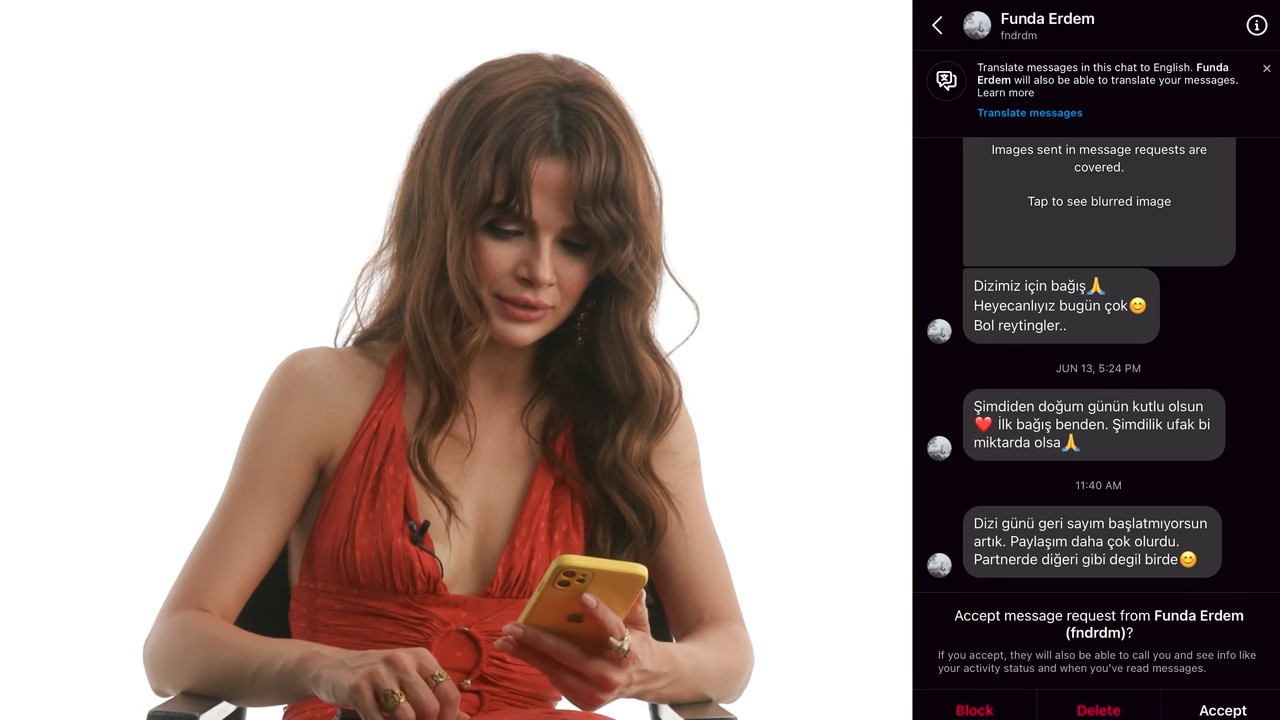 Funda Erdem
fndrdm
Translate messages in this chat to English. Funda
Erdem will also be able to translate your messages.
Learn more
Translate messages
Images sent in message requests are
covered.
Tap to see blurred image
Dizimiz için bağış🙏
Heyecanlıyız bugün çok😊
Bol reytingler..
JUN 13, 5:24 PM
Şimdiden doğum günün kutlu olsun
❤️ İlk bağış benden. Şimdilik ufak bi
miktarda olsa🙏
11:40 AM
Dizi günü geri sayım başlatmıyorsun
artık. Paylaşım daha çok olurdu.
Partnerde diğeri gibi degil birde😊
Accept message request from Funda Erdem
(fndrdm)?
If you accept, they will also be able to call you and see info like
your activity status and when you've read messages.
Block
Delete
Accept